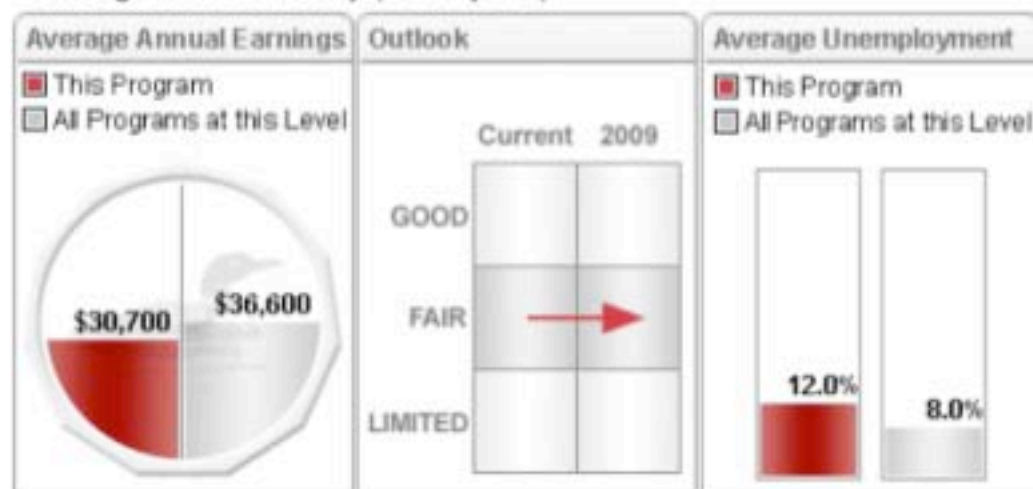 Average Annual Earnings
This Program
All Programs at this Level
$30,700
$36,600
Outlook
Current 2009
GOOD
FAIR
LIMITED
Average Unemployment
This Program
All Programs at this Level
12.0%
8.0%